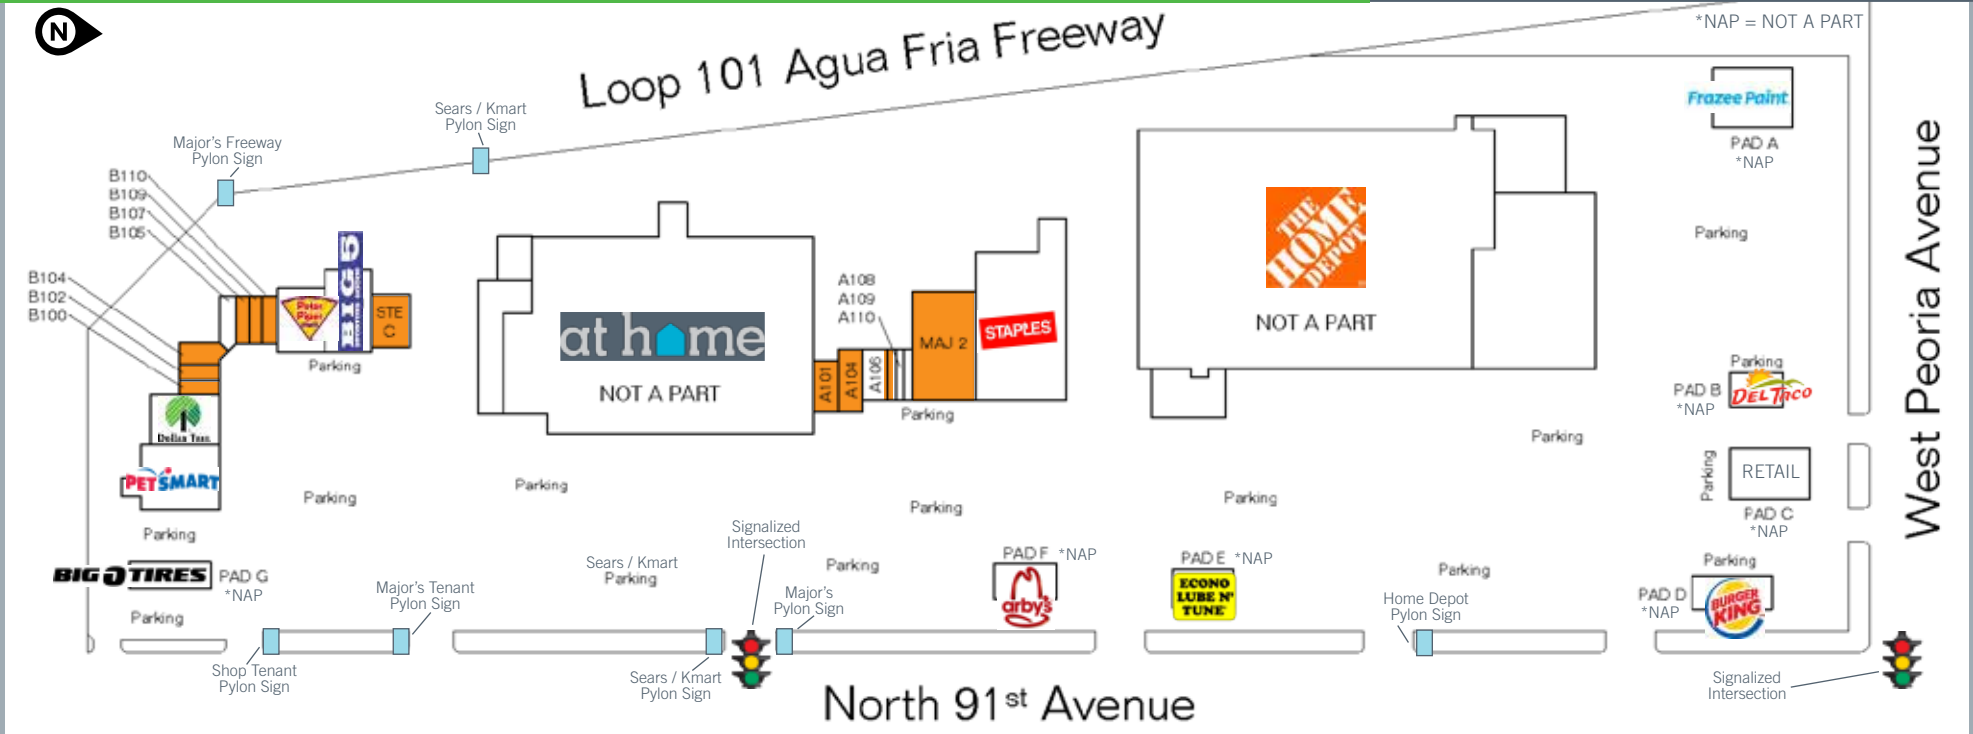 N
*NAP = NOT A PART
Loop 101 Agua Fria Freeway
Sears / Kmart
Pylon Sign
Major's Freeway
Pylon Sign
B110
B109
B107
B105
B104
B102
B100
Peter
Piper
BIG 5
STE
C
Parking
Dollar Tree
PETSMART
Parking
Parking
BIG O TIRES
PAD G
*NAP
Parking
at home
NOT A PART
A108
A109
A110
A101
A104
A106
MAJ 2
STAPLES
Parking
THE
HOME
DEPOT
NOT A PART
Frazee Paint
PAD A
*NAP
Parking
Parking
PAD B
*NAP
DEL TACO
Parking
Parking
RETAIL
PAD C
*NAP
Parking
PAD D
*NAP
BURGER
KING
West Peoria Avenue
Parking
Parking
Parking
Signalized
Intersection
Sears / Kmart
Parking
Parking
Major's Tenant
Pylon Sign
Major's
Pylon Sign
PAD F *NAP
arby's
PAD E *NAP
ECONO
LUBE N'
TUNE
Parking
Home Depot
Pylon Sign
Shop Tenant
Pylon Sign
Sears / Kmart
Pylon Sign
North 91st Avenue
Signalized
Intersection